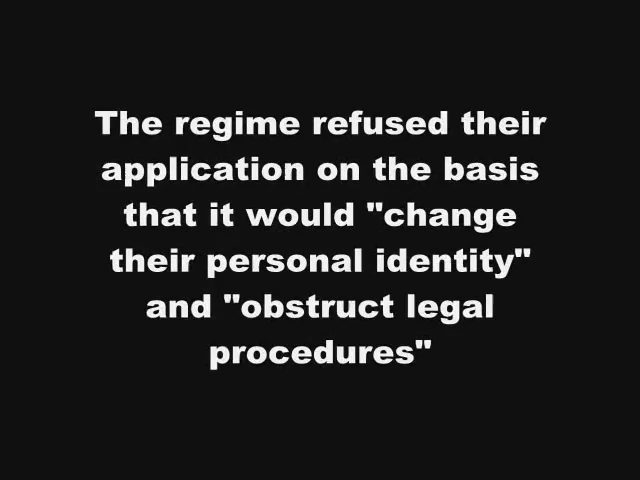 The regime refused their
application on the basis
that it would "change
their personal identity"
and "obstruct legal
procedures"